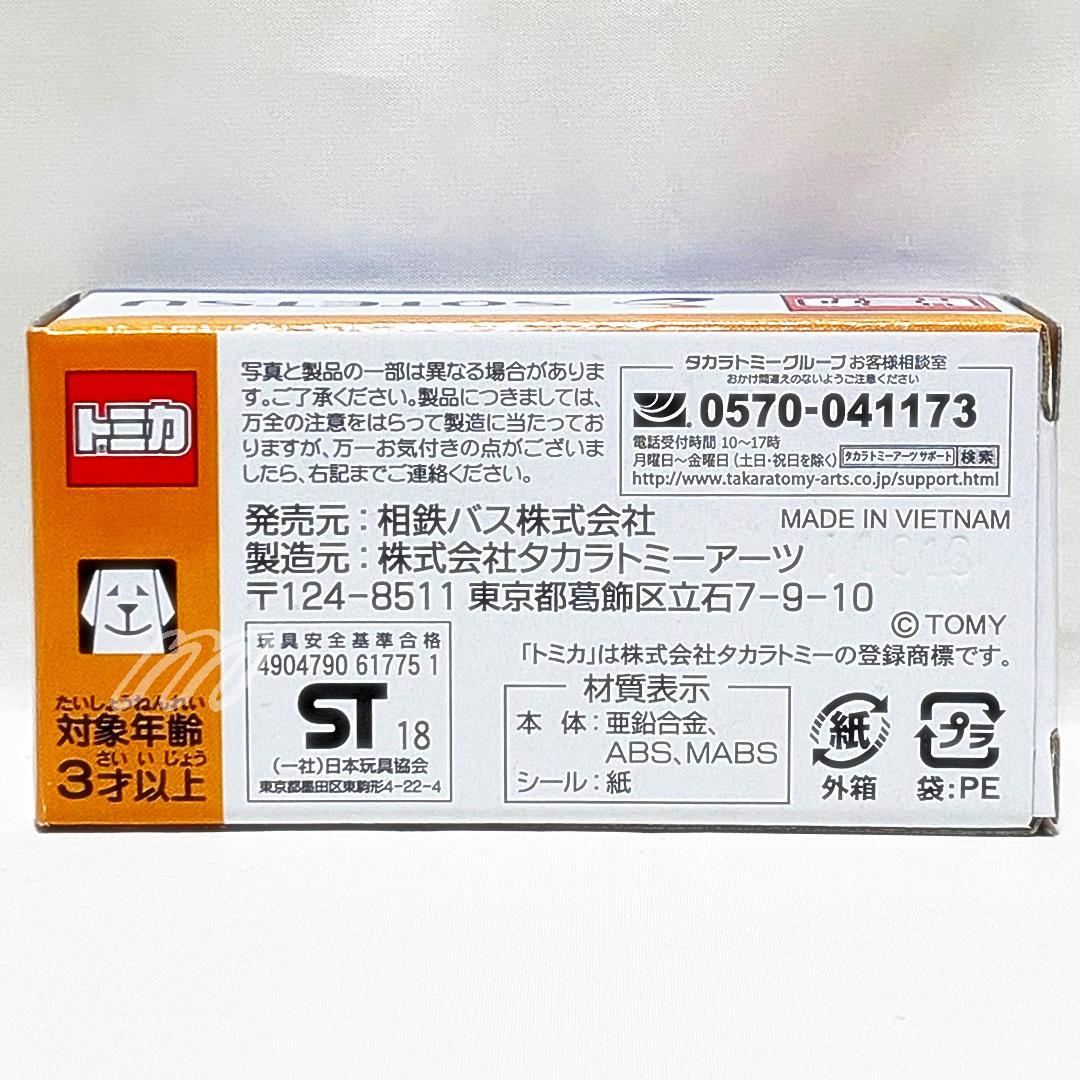 SOTETSU
トミカ
トミカ
たいしょうねんれい
対象年齢
さい いじょう
3才以上
写真と製品の一部は異なる場合がありま
す。ご了承ください。製品につきましては、
万全の注意をはらって製造に当たってお
りますが、万一お気付きの点がございま
したら、右記までご連絡ください。
タカラトミーグループ お客様相談室
おかけ間違えのないようご注意ください
0570-041173
電話受付時間 10〜17時
月曜日〜金曜日 (土日・祝日を除く) タカラトミーアーツサポート 検索
http://www.takaratomy-arts.co.jp/support.html
発売元：相鉄バス株式会社
MADE IN VIETNAM
製造元：株式会社タカラトミーアーツ
〒124-8511 東京都葛飾区立石7-9-10
© TOMY
「トミカ」は株式会社タカラトミーの登録商標です。
玩具安全基準合格
4904790 61775 1
ST 18
(一社)日本玩具協会
東京都墨田区東駒形4-22-4
材質表示
本体：亜鉛合金、
ABS、MABS
シール：紙
紙
外箱
プラ
袋：PE